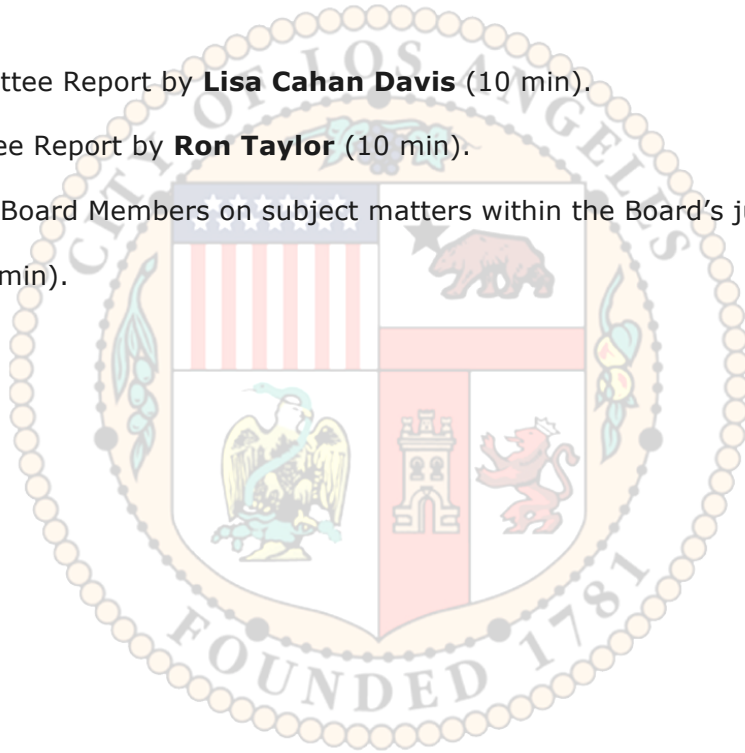 ttee Report by Lisa Cahan Davis (10 min).
ee Report by Ron Taylor (10 min).
Board Members on subject matters within the Board's ju
min).
CITY OF LOS ANGELES
FOUNDED 1781